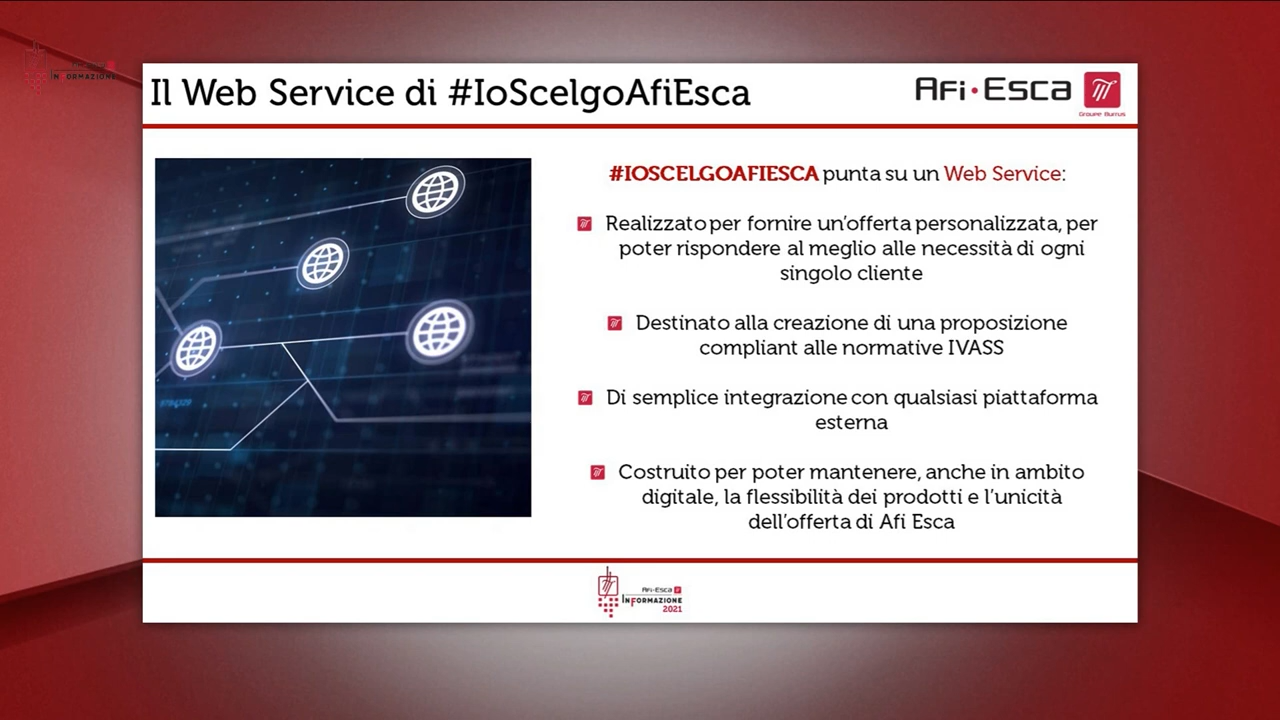 InFormazione
Il Web Service di #IoScelgoAfiEsca
Afi·Esca
Groupe Burrus
#IOSCELGOAFIESCA punta su un Web Service:
Realizzato per fornire un'offerta personalizzata, per
poter rispondere al meglio alle necessità di ogni
singolo cliente
Destinato alla creazione di una proposizione
compliant alle normative IVASS
Di semplice integrazione con qualsiasi piattaforma
esterna
Costruito per poter mantenere, anche in ambito
digitale, la flessibilità dei prodotti e l'unicità
dell'offerta di Afi Esca
Afi-Esca
InFormazione
2021